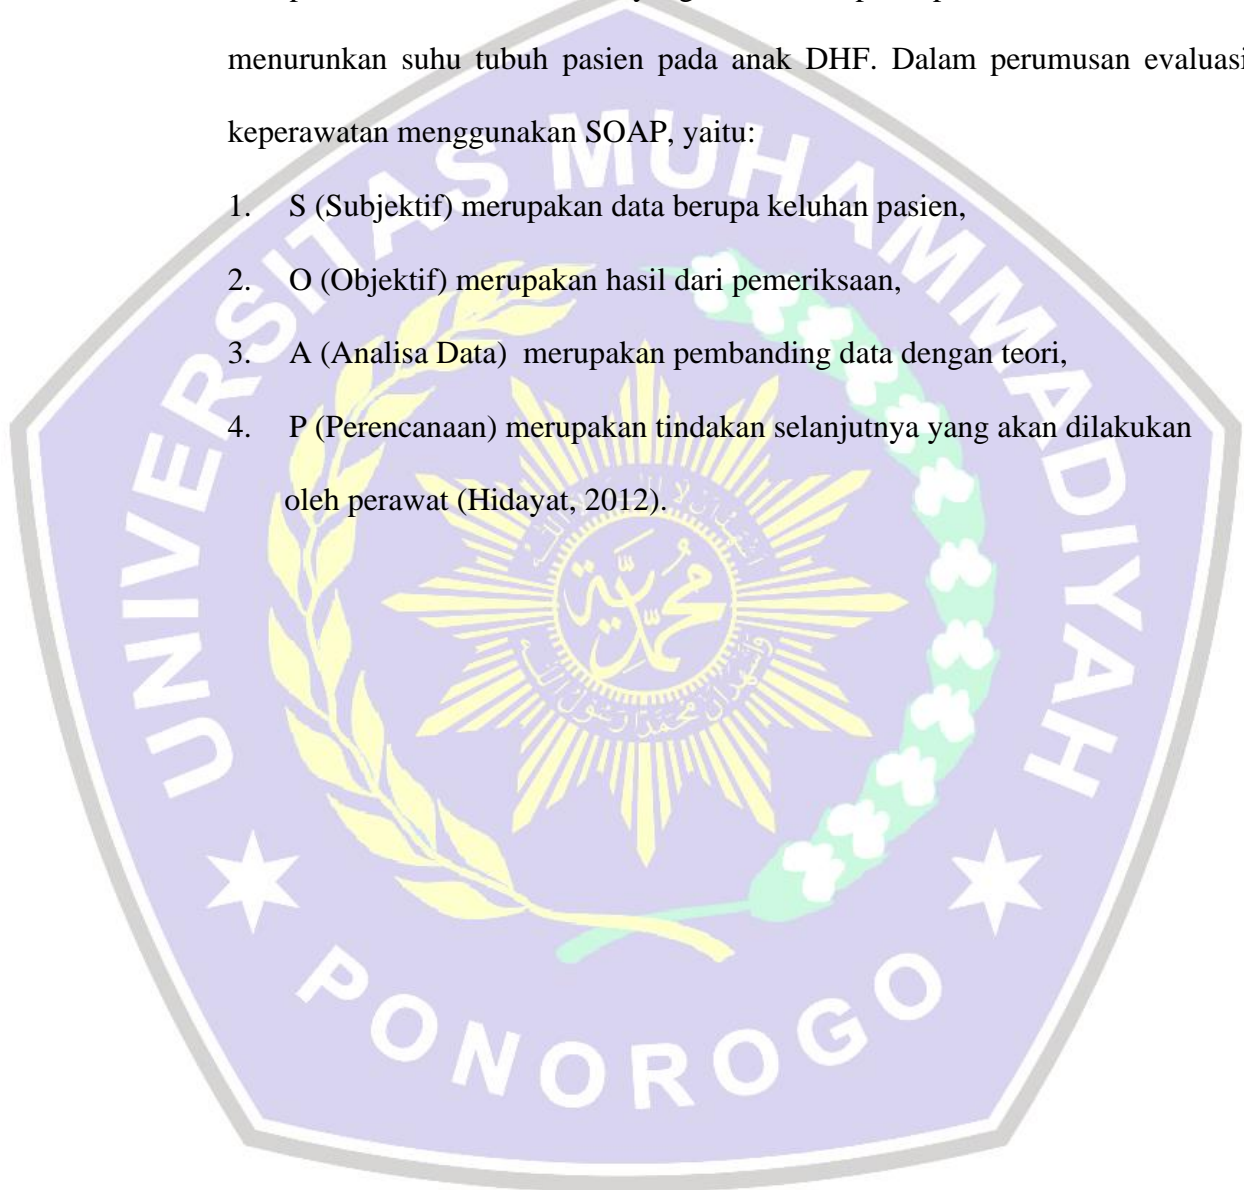 menurunkan suhu tubuh pasien pada anak DHF. Dalam perumusan evaluasi
keperawatan menggunakan SOAP, yaitu:
1. S (Subjektif) merupakan data berupa keluhan pasien,
2. O (Objektif) merupakan hasil dari pemeriksaan,
3. A (Analisa Data) merupakan pembanding data dengan teori,
4. P (Perencanaan) merupakan tindakan selanjutnya yang akan dilakukan
oleh perawat (Hidayat, 2012).
UNIVERSITAS MUHAMMADIYAH
محمدية
PONOROGO